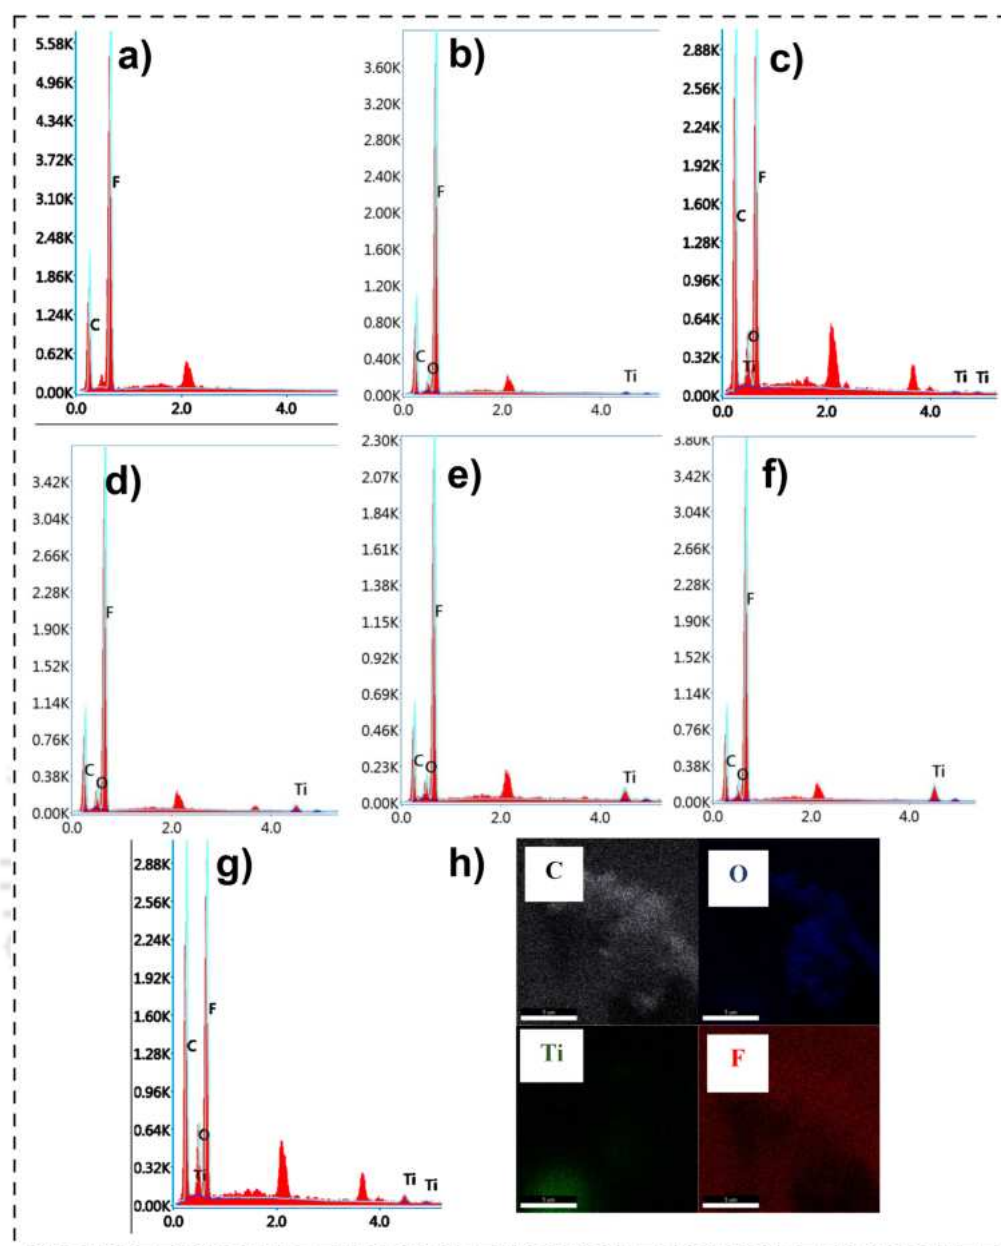 a)
5.58K
4.96K
4.34K
3.72K
3.10K
2.48K
1.86K
1.24K
0.62K
0.00K
F
C
0.0 2.0 4.0
b)
3.60K
3.20K
2.80K
2.40K
2.00K
1.60K
1.20K
0.80K
0.40K
0.00K
F
C
O
Ti
0.0 2.0 4.0
c)
2.88K
2.56K
2.24K
1.92K
1.60K
1.28K
0.96K
0.64K
0.32K
0.00K
F
C
O
Ti
Ti Ti
0.0 2.0 4.0
d)
3.42K
3.04K
2.66K
2.28K
1.90K
1.52K
1.14K
0.76K
0.38K
0.00K
F
C
O
Ti
0.0 2.0 4.0
e)
2.30K
2.07K
1.84K
1.61K
1.38K
1.15K
0.92K
0.69K
0.46K
0.23K
0.00K
F
C
O
Ti
0.0 2.0 4.0
f)
3.80K
3.42K
3.04K
2.66K
2.28K
1.90K
1.52K
1.14K
0.76K
0.38K
0.00K
F
C
O
Ti
0.0 2.0 4.0
g)
2.88K
2.56K
2.24K
1.92K
1.60K
1.28K
0.96K
0.64K
0.32K
0.00K
F
C
O
Ti
Ti Ti
0.0 2.0 4.0
h)
C
O
Ti
F